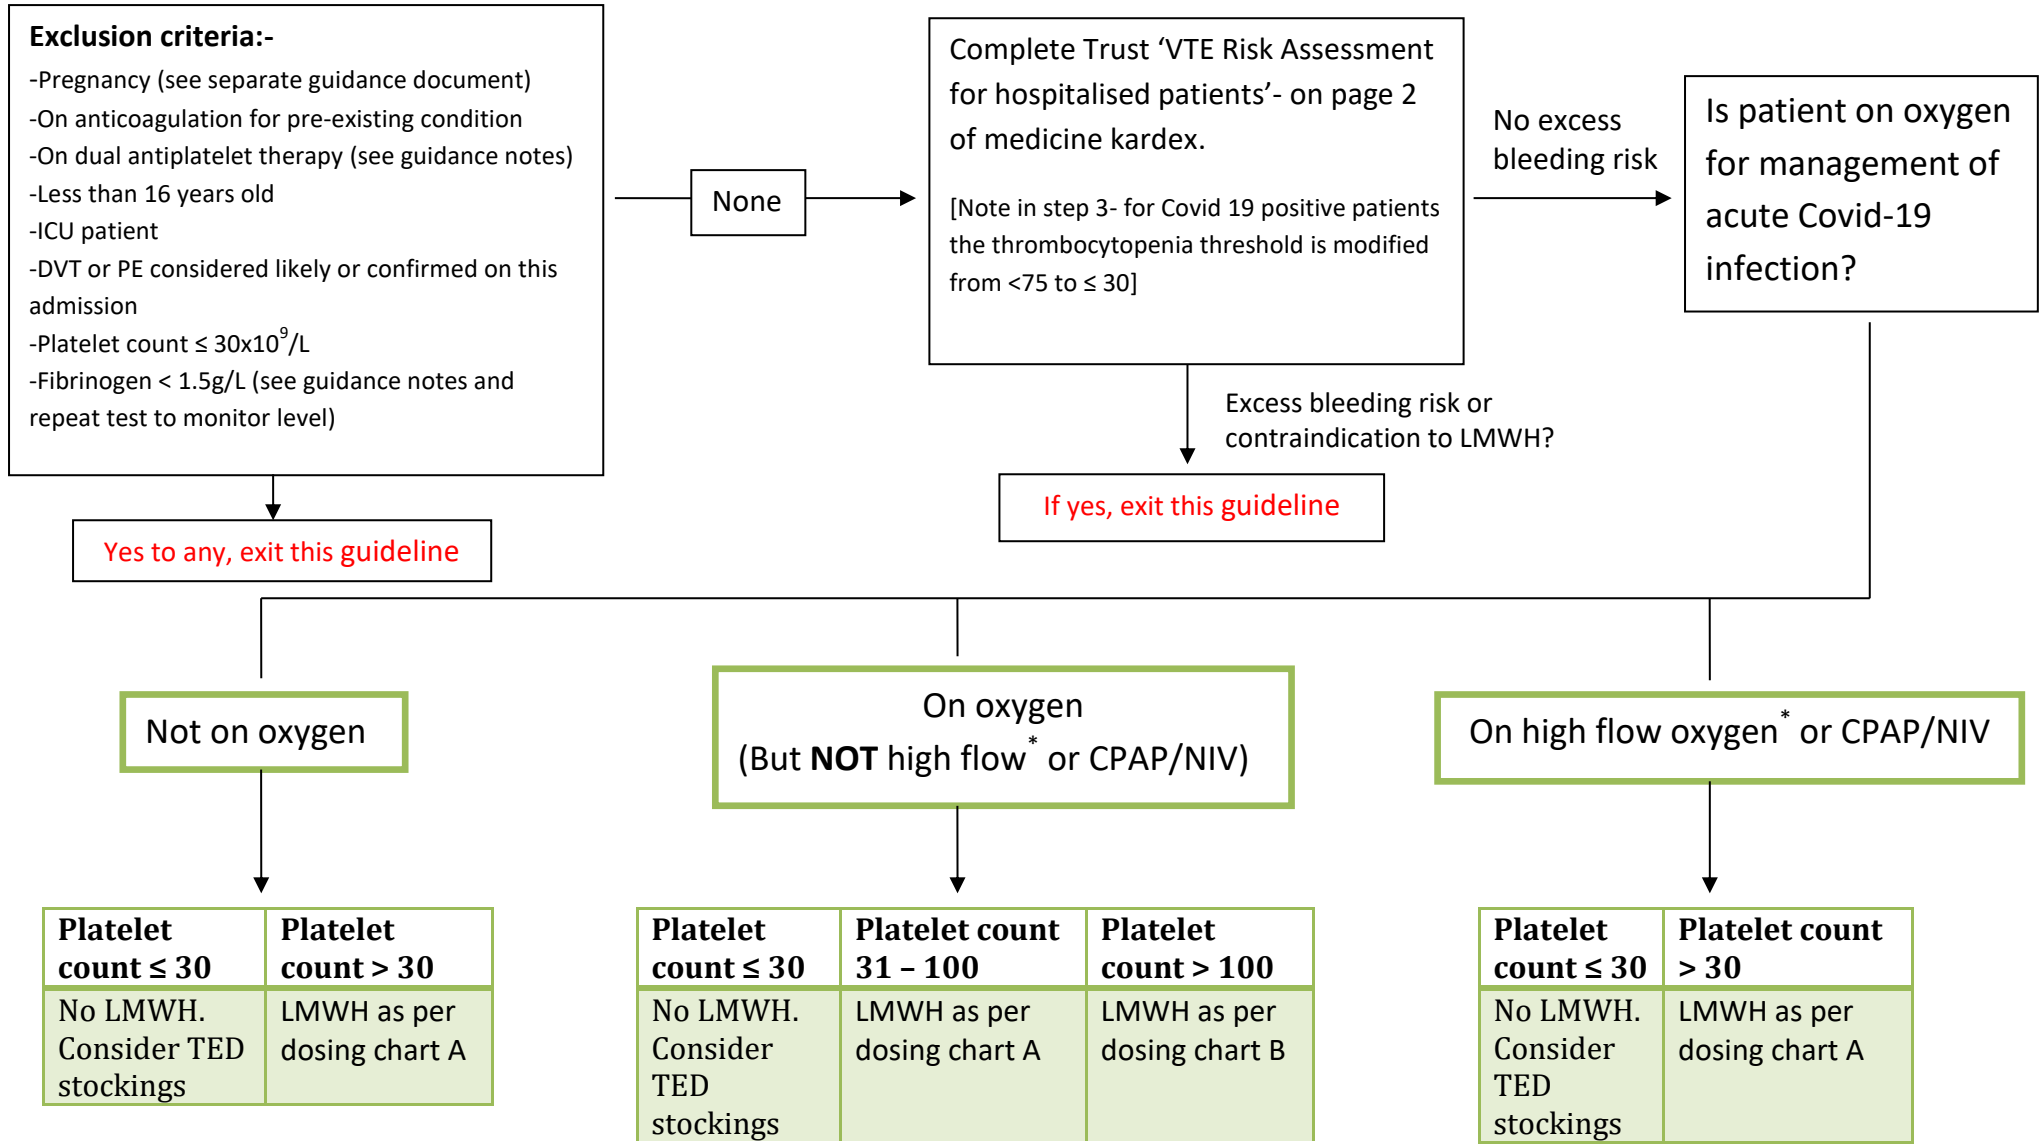 Exclusion criteria:-
-Pregnancy (see separate guidance document)
-On anticoagulation for pre-existing condition
-On dual antiplatelet therapy (see guidance notes)
-Less than 16 years old
-ICU patient
-DVT or PE considered likely or confirmed on this
admission
-Platelet count ≤ 30x10⁹/L
-Fibrinogen < 1.5g/L (see guidance notes and
repeat test to monitor level)
Yes to any, exit this guideline
None
Complete Trust ‘VTE Risk Assessment
for hospitalised patients’- on page 2
of medicine kardex.
[Note in step 3- for Covid 19 positive patients
the thrombocytopenia threshold is modified
from <75 to ≤ 30]
Excess bleeding risk or
contraindication to LMWH?
If yes, exit this guideline
No excess
bleeding risk
Is patient on oxygen
for management of
acute Covid-19
infection?
Not on oxygen
Platelet
count ≤ 30
Platelet
count > 30
No LMWH.
Consider TED
stockings
LMWH as per
dosing chart A
On oxygen
(But NOT high flow* or CPAP/NIV)
Platelet
count ≤ 30
Platelet count
31 – 100
Platelet
count > 100
No LMWH.
Consider
TED
stockings
LMWH as per
dosing chart A
LMWH as per
dosing chart B
On high flow oxygen* or CPAP/NIV
Platelet
count ≤ 30
Platelet count
> 30
No LMWH.
Consider
TED
stockings
LMWH as per
dosing chart A